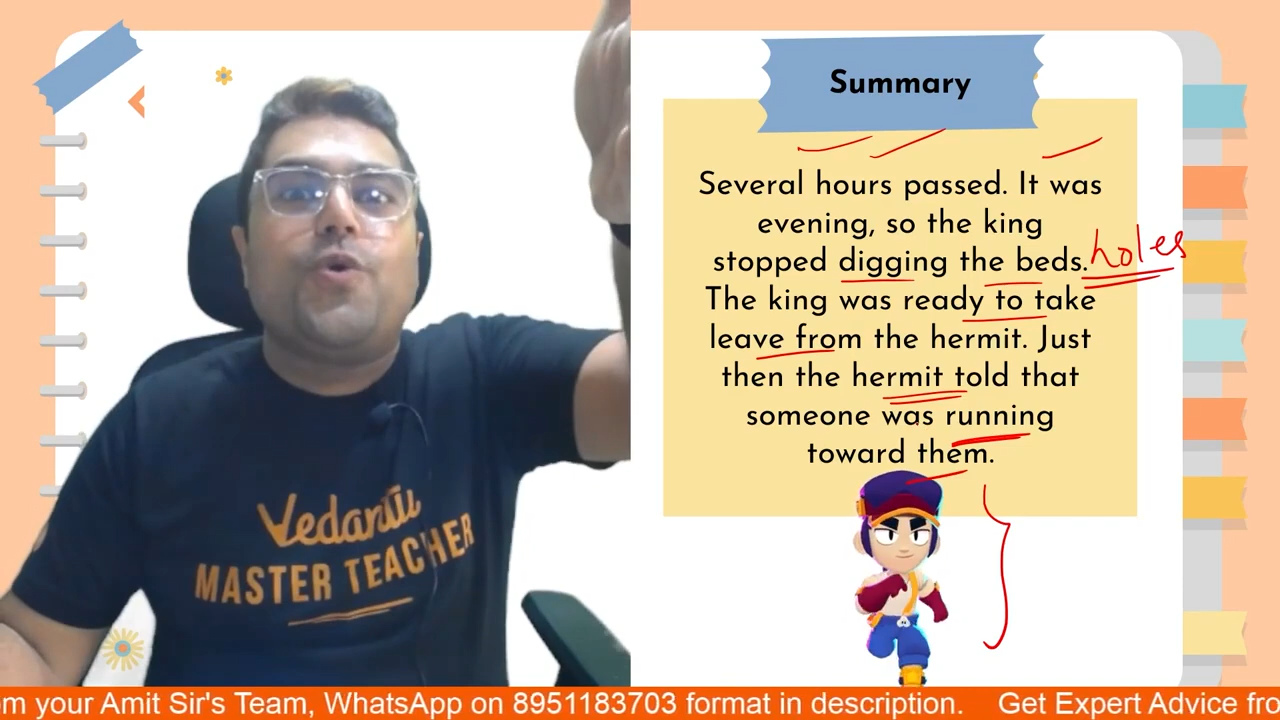 Summary
Several hours passed. It was
evening, so the king
stopped digging the beds.
holes
The king was ready to take
leave from the hermit. Just
then the hermit told that
someone was running
toward them.
Vedantu
MASTER TEACHER
om your Amit Sir's Team, WhatsApp on 8951183703 format in description. Get Expert Advice fro